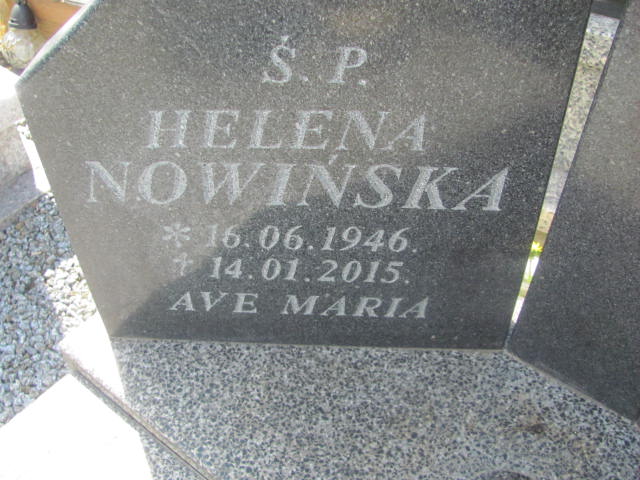 Ś. P.
HELENA
NOWIŃSKA
* 16.06.1946.
† 14.01.2015.
AVE MARIA